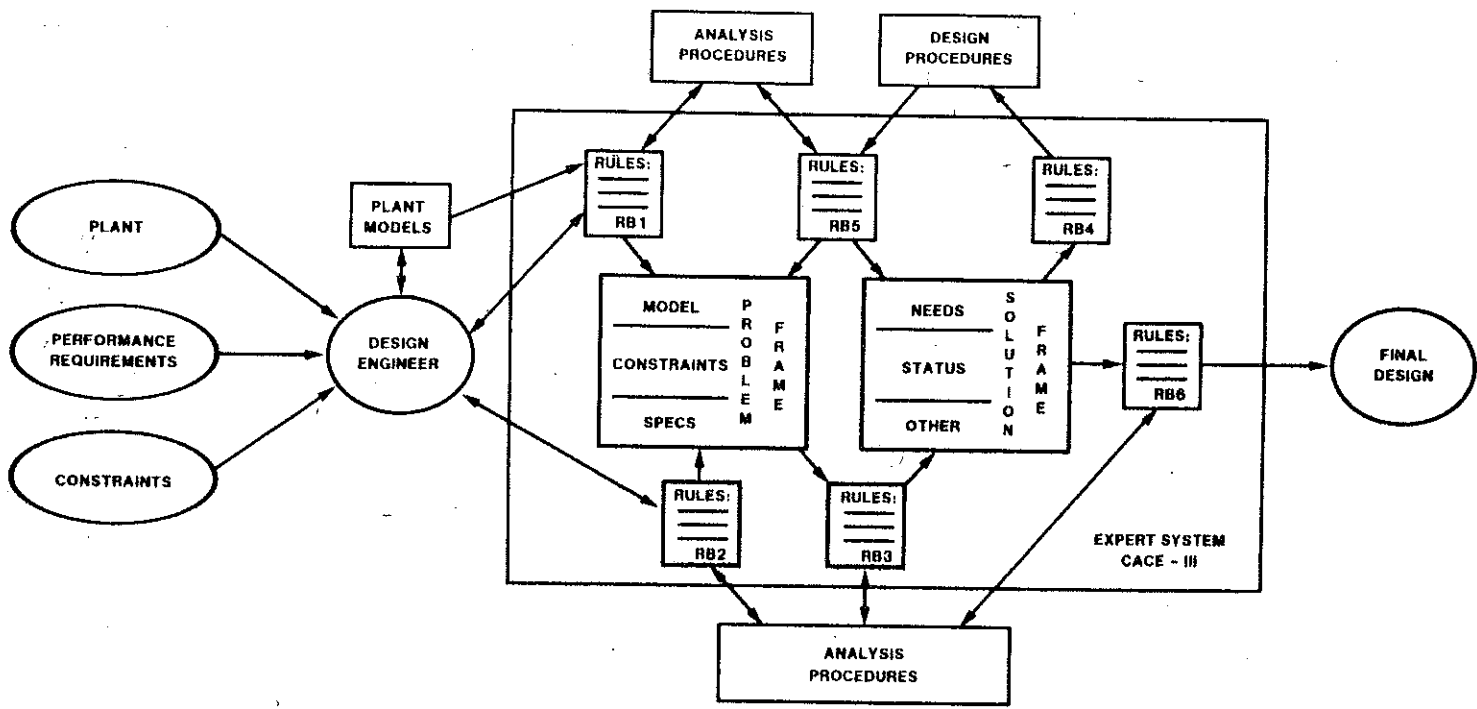 ANALYSIS
PROCEDURES
DESIGN
PROCEDURES
RULES:
RB1
RULES:
RB5
RULES:
RB4
PLANT
PLANT
MODELS
PERFORMANCE
REQUIREMENTS
DESIGN
ENGINEER
CONSTRAINTS
MODEL
CONSTRAINTS
SPECS
PROBLEM
FRAME
NEEDS
STATUS
OTHER
SOLUTION
FRAME
RULES:
RB6
FINAL
DESIGN
RULES:
RB2
RULES:
RB3
EXPERT SYSTEM
CACE - III
ANALYSIS
PROCEDURES